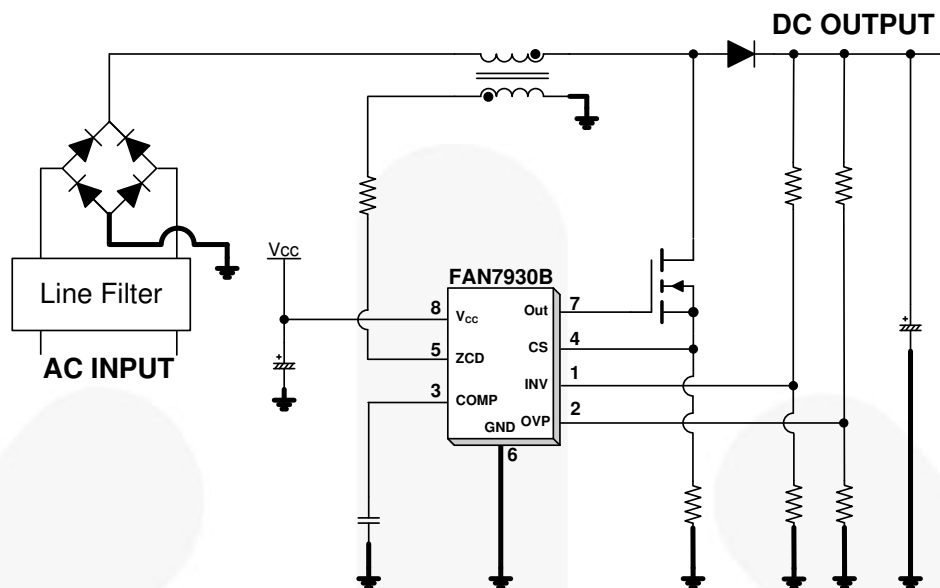 DC OUTPUT
Line Filter
AC INPUT
VCC
FAN7930B
8 VCC
5 ZCD
3 COMP
Out 7
CS 4
INV 1
OVP 2
GND
6
+
+